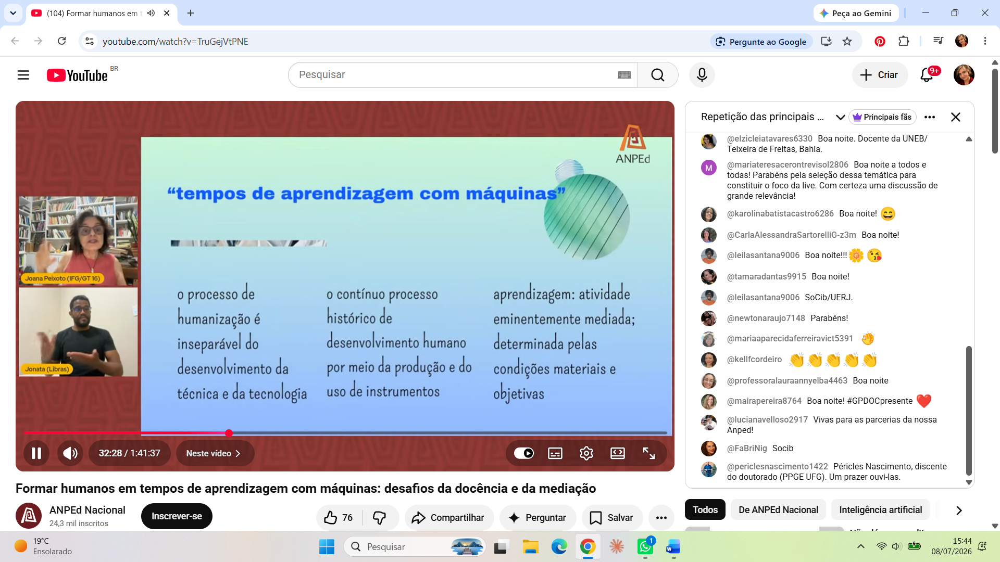 (104) Formar humanos em t
Peça ao Gemini
youtube.com/watch?v=TruGejVtPNE
Pergunte ao Google
YouTube BR
Pesquisar
Criar
9+
ANPEd
“tempos de aprendizagem com máquinas”
Joana Peixoto (IFG/GT 16)
Jonata (Libras)
o processo de
humanização é
inseparável do
desenvolvimento da
técnica e da tecnologia
o contínuo processo
histórico de
desenvolvimento humano
por meio da produção e do
uso de instrumentos
aprendizagem: atividade
eminentemente mediada;
determinada pelas
condições materiais e
objetivas
32:28 / 1:41:37
Neste vídeo
Formar humanos em tempos de aprendizagem com máquinas: desafios da docência e da mediação
ANPEd Nacional
24,3 mil inscritos
Inscrever-se
76
Compartilhar
Perguntar
Salvar
Repetição das principais ...
Principais fãs
@elzicleiatavares6330 Boa noite. Docente da UNEB/
Teixeira de Freitas, Bahia.
M
@mariateresacerontrevisol2806 Boa noite a todos e
todas! Parabéns pela seleção dessa temática para
constituir o foco da live. Com certeza uma discussão de
grande relevância!
@karolinabatistacastro6286 Boa noite! 😄
@CarlaAlessandraSartorelliG-z3m Boa noite!
@leilasantana9006 Boa noite!!!🌼😘
@tamaradantas9915 Boa noite!
@leilasantana9006 SoCib/UERJ.
@newtonaraujo7148 Parabéns!
@mariaaparecidaferreiravict5391 👋
@kellfcordeiro 👏👏👏👏👏
@professoralauraannyelba4463 Boa noite
@mairapereira8764 Boa noite! #GPDOCpresente ❤️
@lucianavelloso2917 Vivas para as parcerias da nossa
Anped!
@FaBriNig Socib
@periclesnascimento1422 Péricles Nascimento, discente
do doutorado (PPGE UFG). Um prazer ouvi-las.
Todos
De ANPEd Nacional
Inteligência artificial
19°C
Ensolarado
Pesquisar
1
15:44
08/07/2026